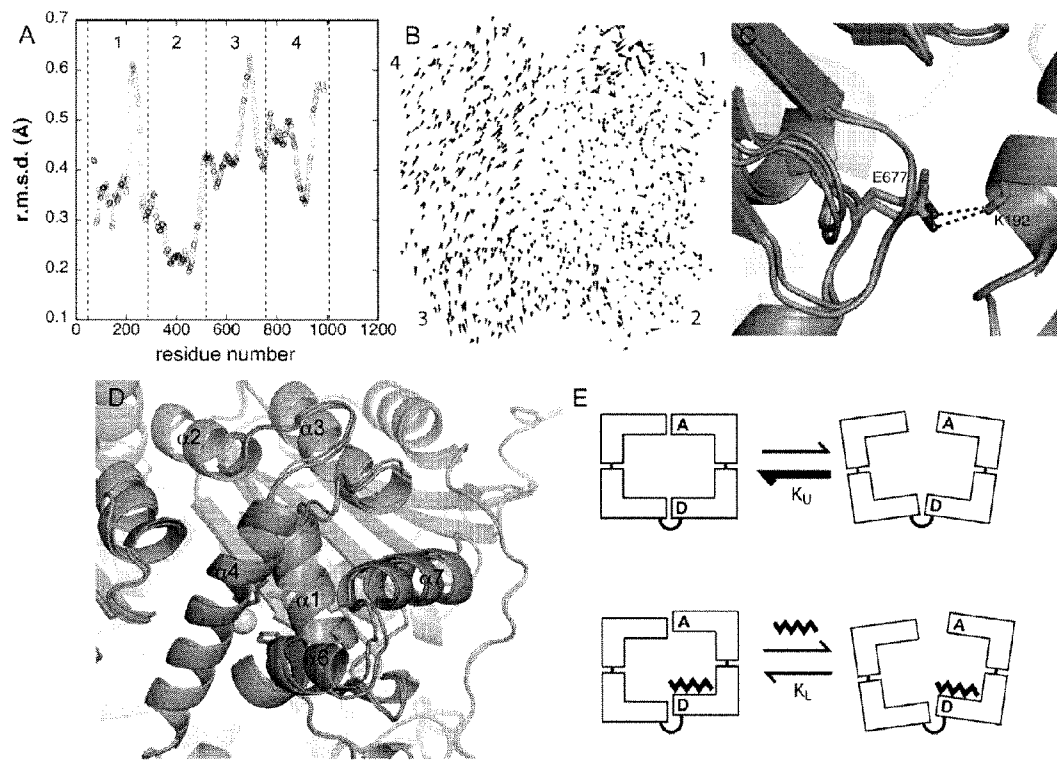 A
B
C
0.7
0.6
0.5
0.4
0.3
0.2
0.1
1 2 3 4
0 200 400 600 800 1000 1200
r.m.s.d. (Å)
residue number
4
1
3
2
E677
K192
D
α2
α3
α4
α1
α7
α6
E
A
D
K_U
A
D
A
D
K_L
A
D